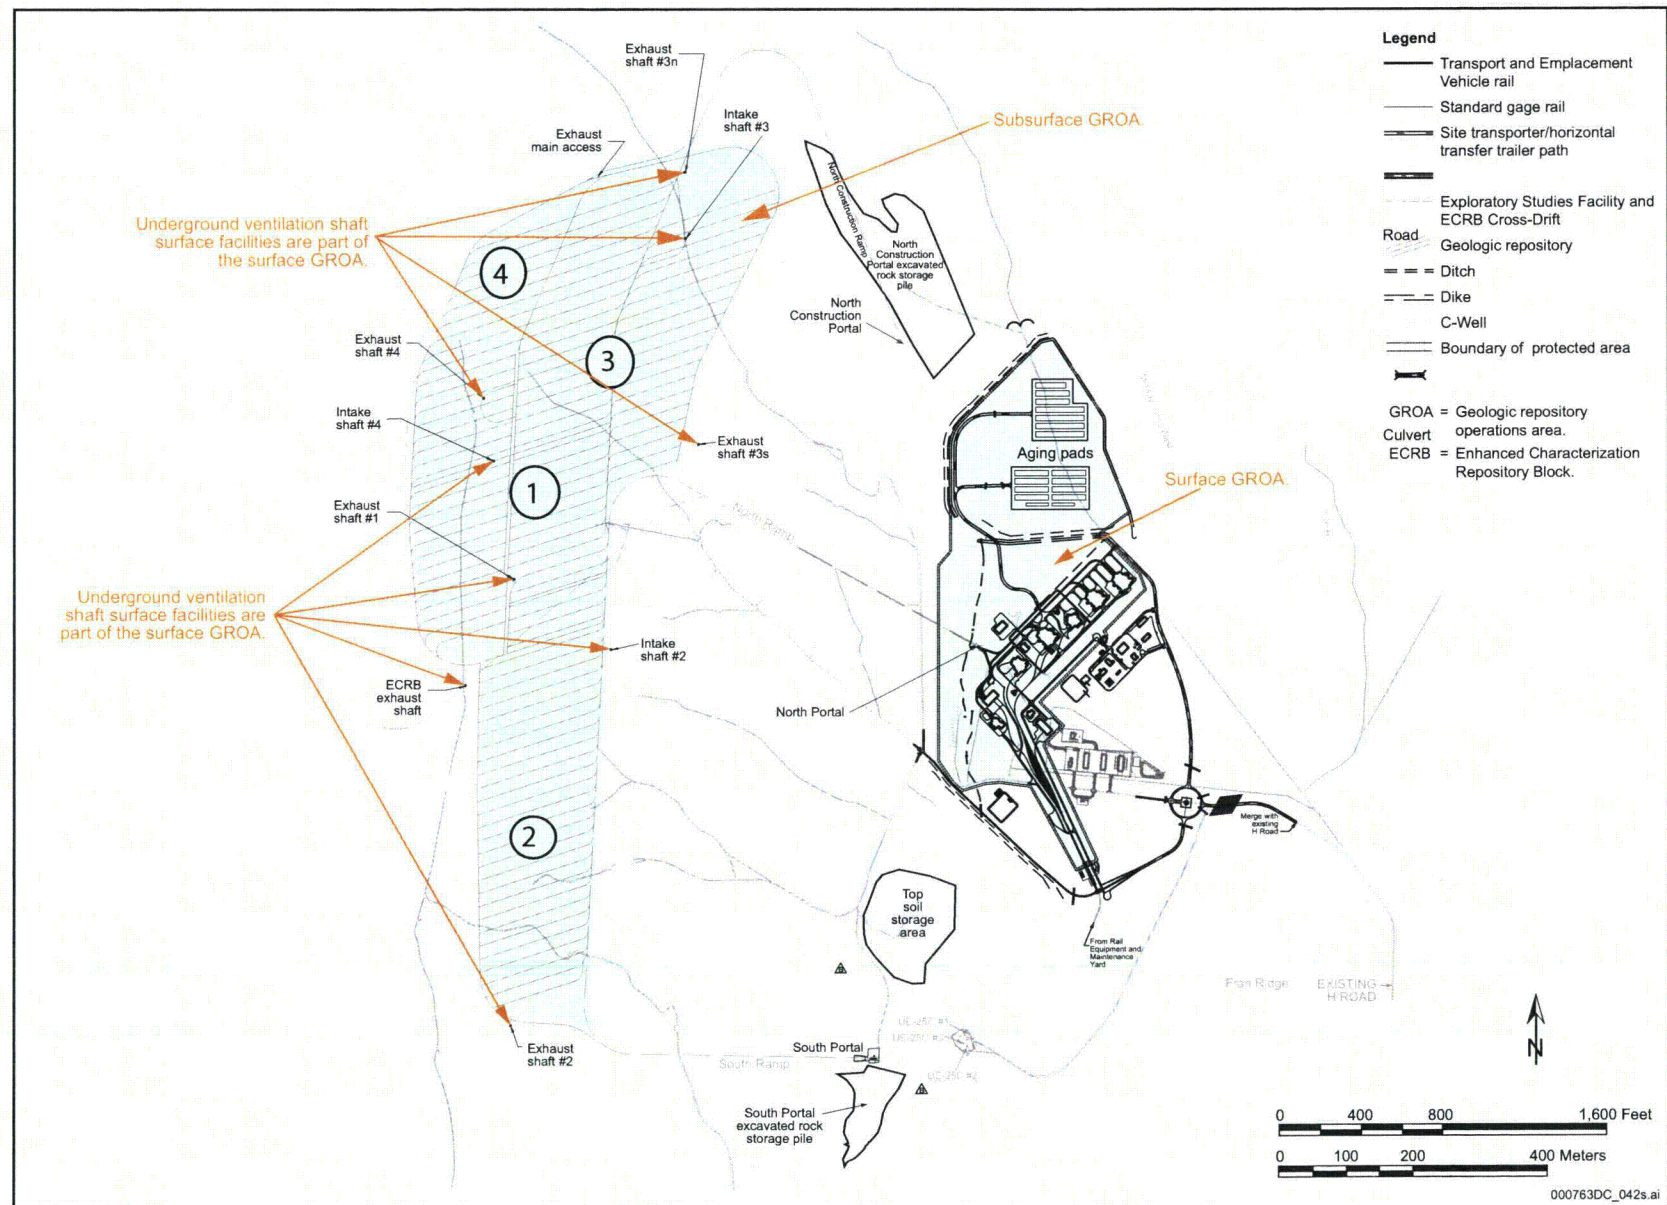 Exhaust
shaft #3n
Intake
shaft #3
Exhaust
main access
Subsurface GROA.
Underground ventilation shaft
surface facilities are part of
the surface GROA.
4
North Construction Ramp
North
Construction
Portal excavated
rock storage
pile
North
Construction
Portal
Exhaust
shaft #4
3
Intake
shaft #4
Exhaust
shaft #3s
Aging pads
Surface GROA.
1
Exhaust
shaft #1
North Ramp
Underground ventilation
shaft surface facilities are
part of the surface GROA.
Intake
shaft #2
ECRB
exhaust
shaft
North Portal
2
Merge with
existing
H Road
Top
soil
storage
area
From Rail
Equipment and
Maintenance
Yard
Fran Ridge
EXISTING
H ROAD
Exhaust
shaft #2
South Ramp
South Portal
South Portal
excavated rock
storage pile
N
Legend
Transport and Emplacement
Vehicle rail
Standard gage rail
Site transporter/horizontal
transfer trailer path
Exploratory Studies Facility and
ECRB Cross-Drift
Road
Geologic repository
Ditch
Dike
C-Well
Boundary of protected area
GROA = Geologic repository
operations area.
Culvert
ECRB = Enhanced Characterization
Repository Block.
0 400 800 1,600 Feet
0 100 200 400 Meters
000763DC_042s.ai